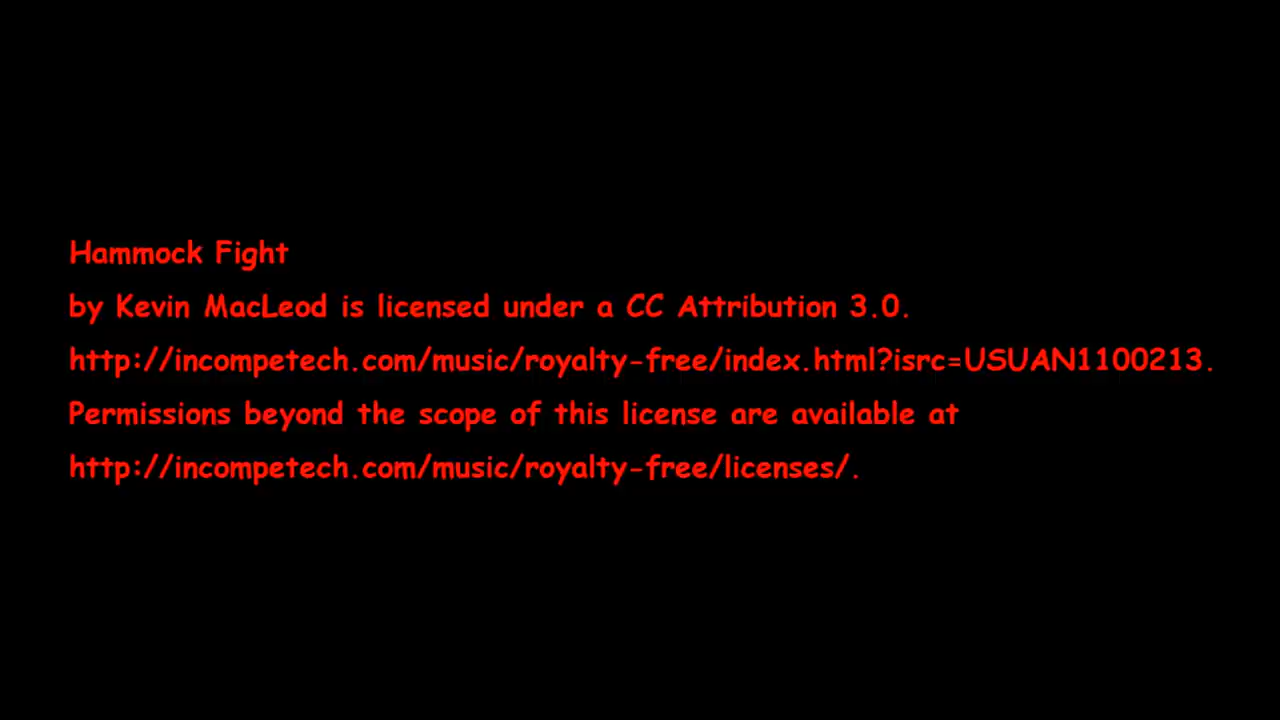 Hammock Fight
by Kevin MacLeod is licensed under a CC Attribution 3.0.
http://incompetech.com/music/royalty-free/index.html?isrc=USUAN1100213.
Permissions beyond the scope of this license are available at
http://incompetech.com/music/royalty-free/licenses/.